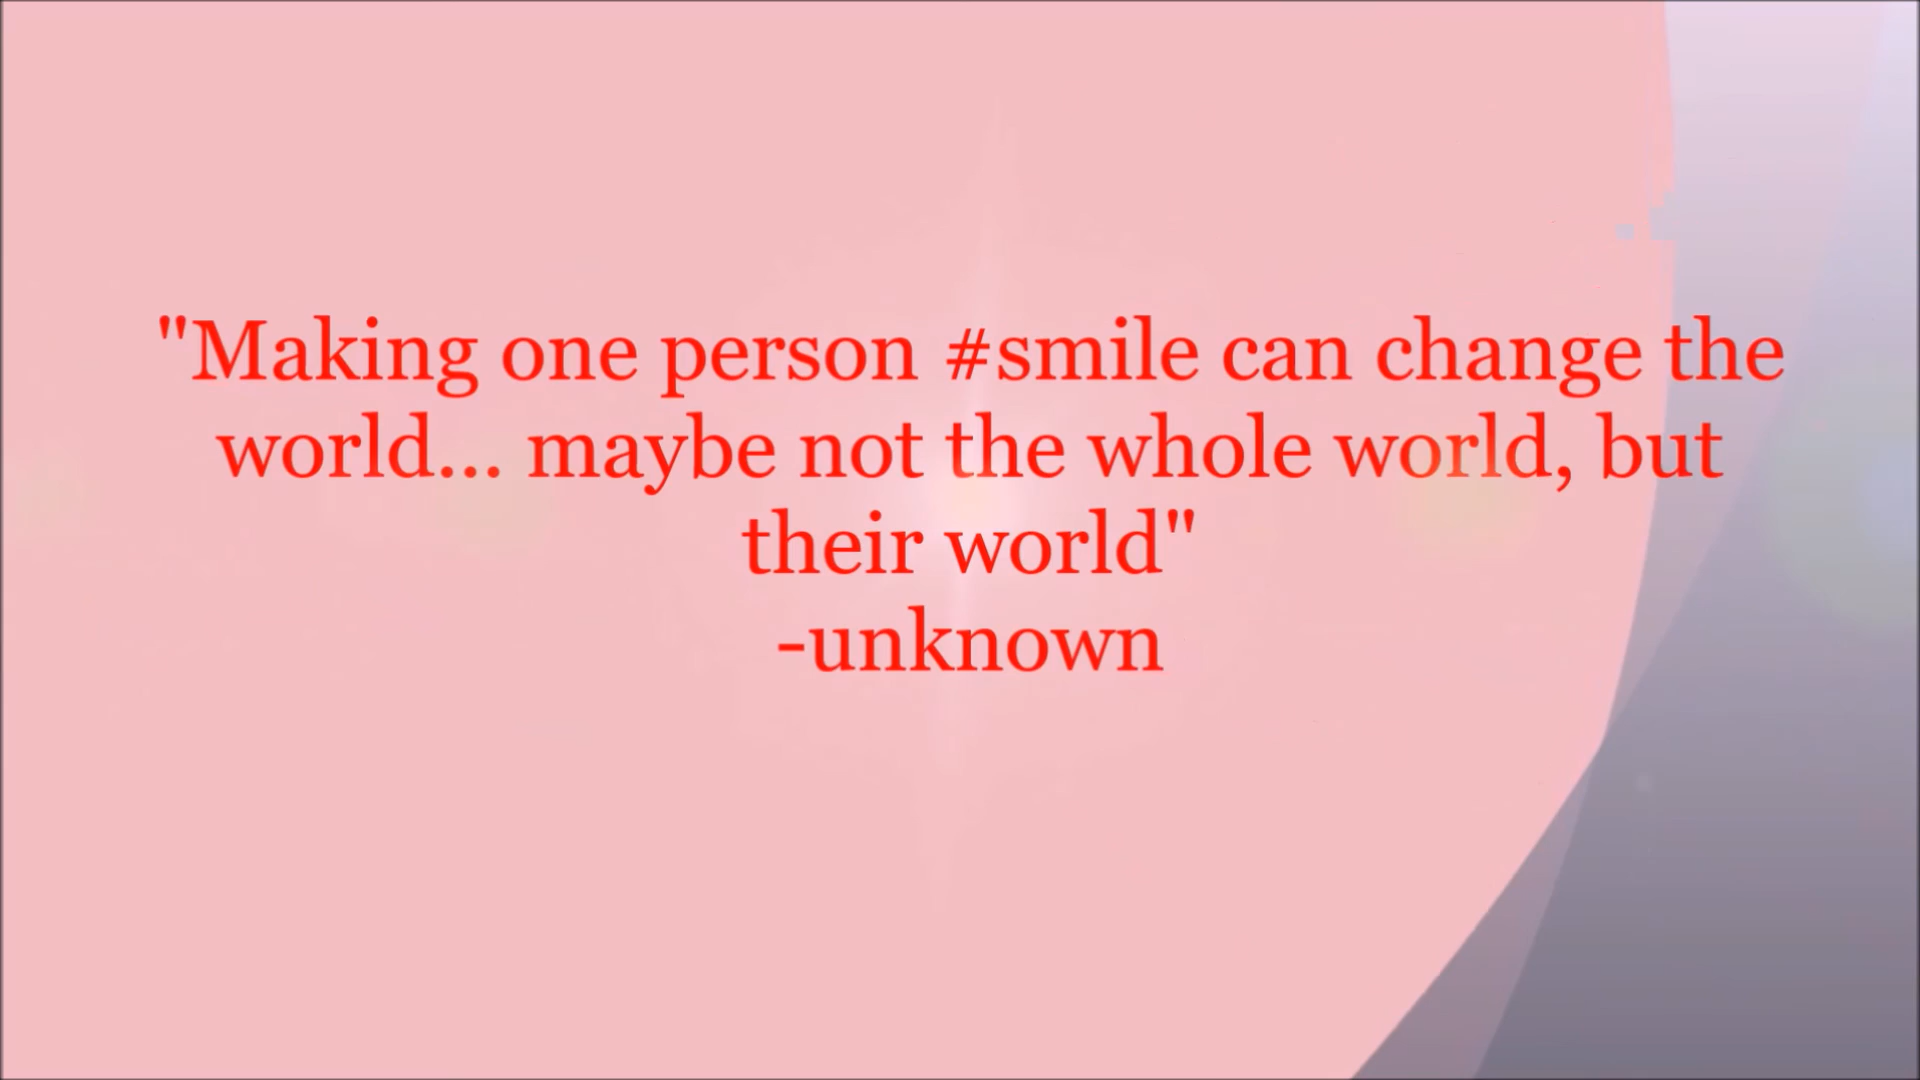 "Making one person #smile can change the
world... maybe not the whole world, but
their world"
-unknown